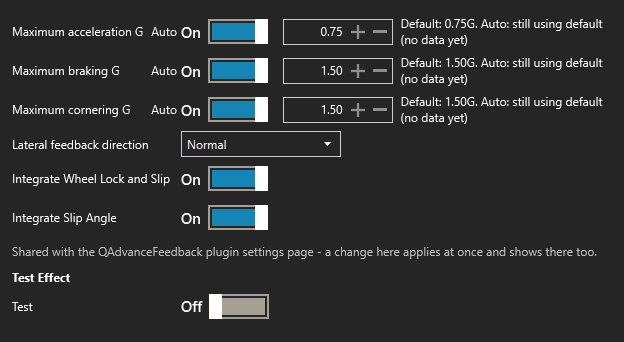 Maximum acceleration G Auto On 0.75 Default: 0.75G. Auto: still using default
(no data yet)
Maximum braking G Auto On 1.50 Default: 1.50G. Auto: still using default
(no data yet)
Maximum cornering G Auto On 1.50 Default: 1.50G. Auto: still using default
(no data yet)
Lateral feedback direction Normal
Integrate Wheel Lock and Slip On
Integrate Slip Angle On
Shared with the QAdvanceFeedback plugin settings page - a change here applies at once and shows there too.
Test Effect
Test Off